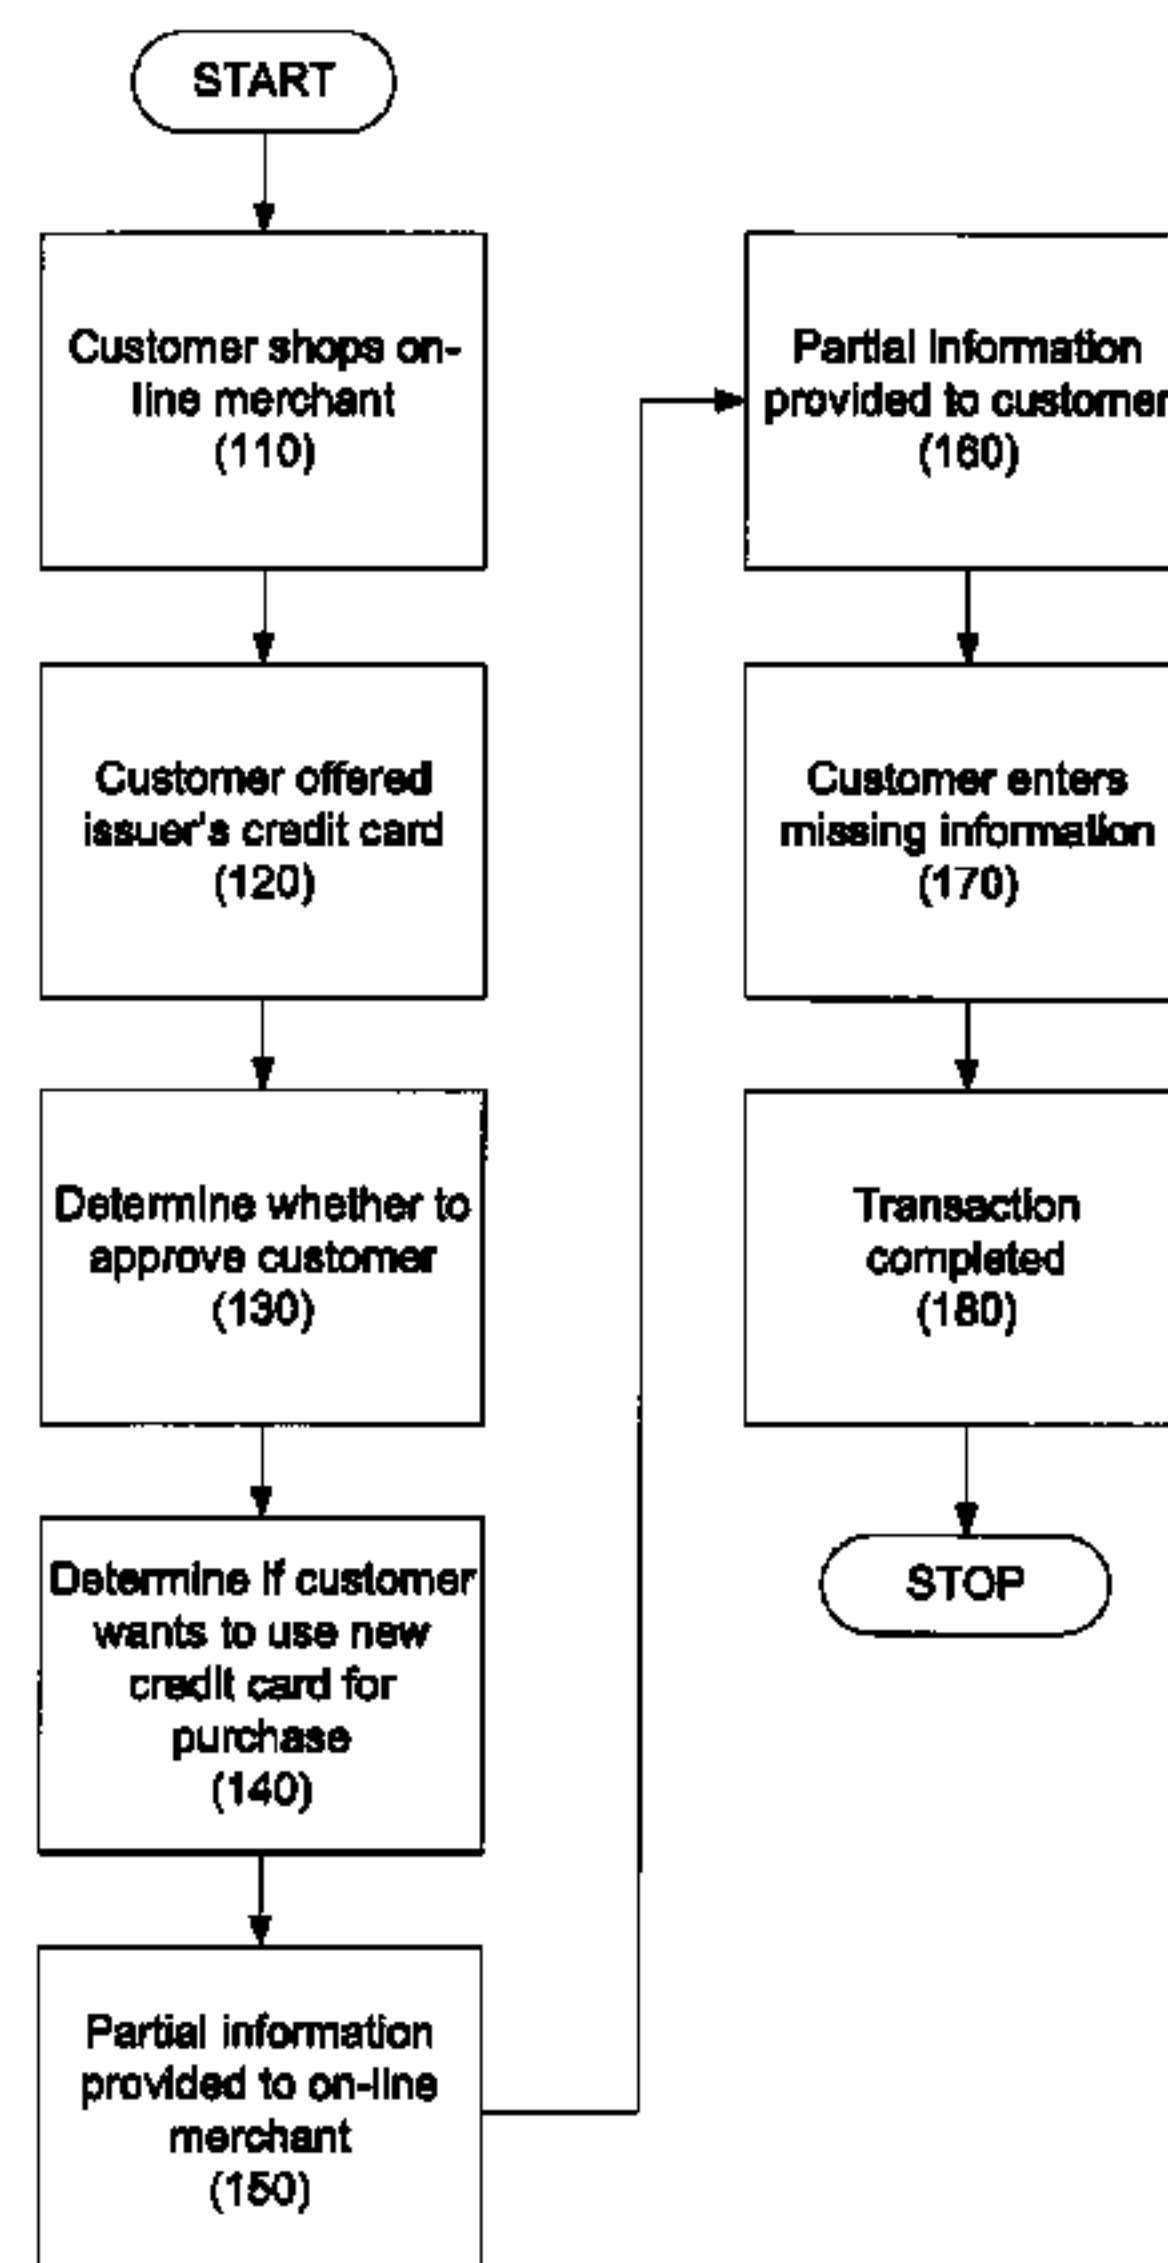 START
Customer shops on-
line merchant
(110)
Customer offered
issuer's credit card
(120)
Determine whether to
approve customer
(130)
Determine if customer
wants to use new
credit card for
purchase
(140)
Partial information
provided to on-line
merchant
(150)
Partial information
provided to customer
(160)
Customer enters
missing information
(170)
Transaction
completed
(180)
STOP